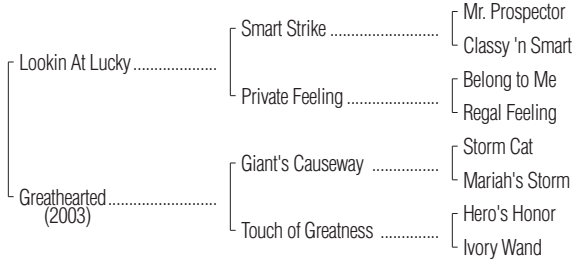 Mr. Prospector
Smart Strike ....................
Classy 'n Smart
Lookin At Lucky ...................
Belong to Me
Private Feeling .................
Regal Feeling
Storm Cat
Giant's Causeway ............
Mariah's Storm
Greathearted .........................
(2003)
Hero's Honor
Touch of Greatness ...........
Ivory Wand